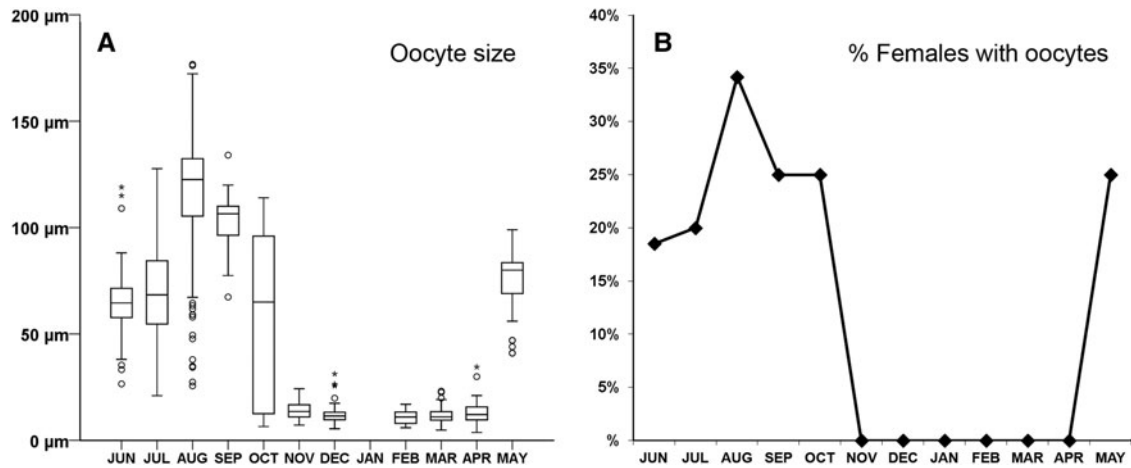 A
Oocyte size
200 µm
150 µm
100 µm
50 µm
0 µm
JUN JUL AUG SEP OCT NOV DEC JAN FEB MAR APR MAY
B
% Females with oocytes
40%
35%
30%
25%
20%
15%
10%
5%
%
JUN JUL AUG SEP OCT NOV DEC JAN FEB MAR APR MAY